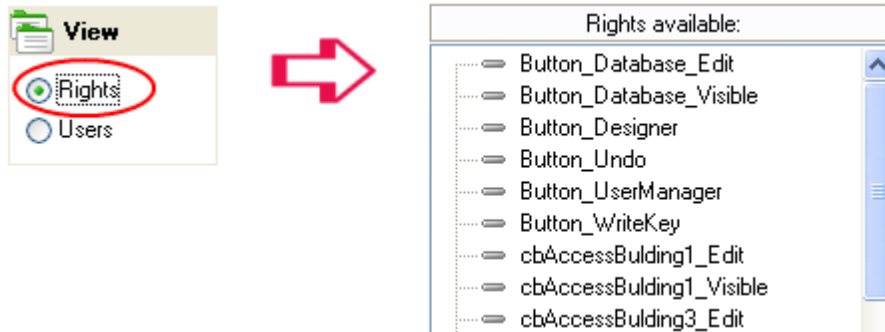 View
Rights
Users
Rights available:
Button_Database_Edit
Button_Database_Visible
Button_Designer
Button_Undo
Button_UserManager
Button_WriteKey
cbAccessBulding1_Edit
cbAccessBulding1_Visible
cbAccessBulding3_Edit